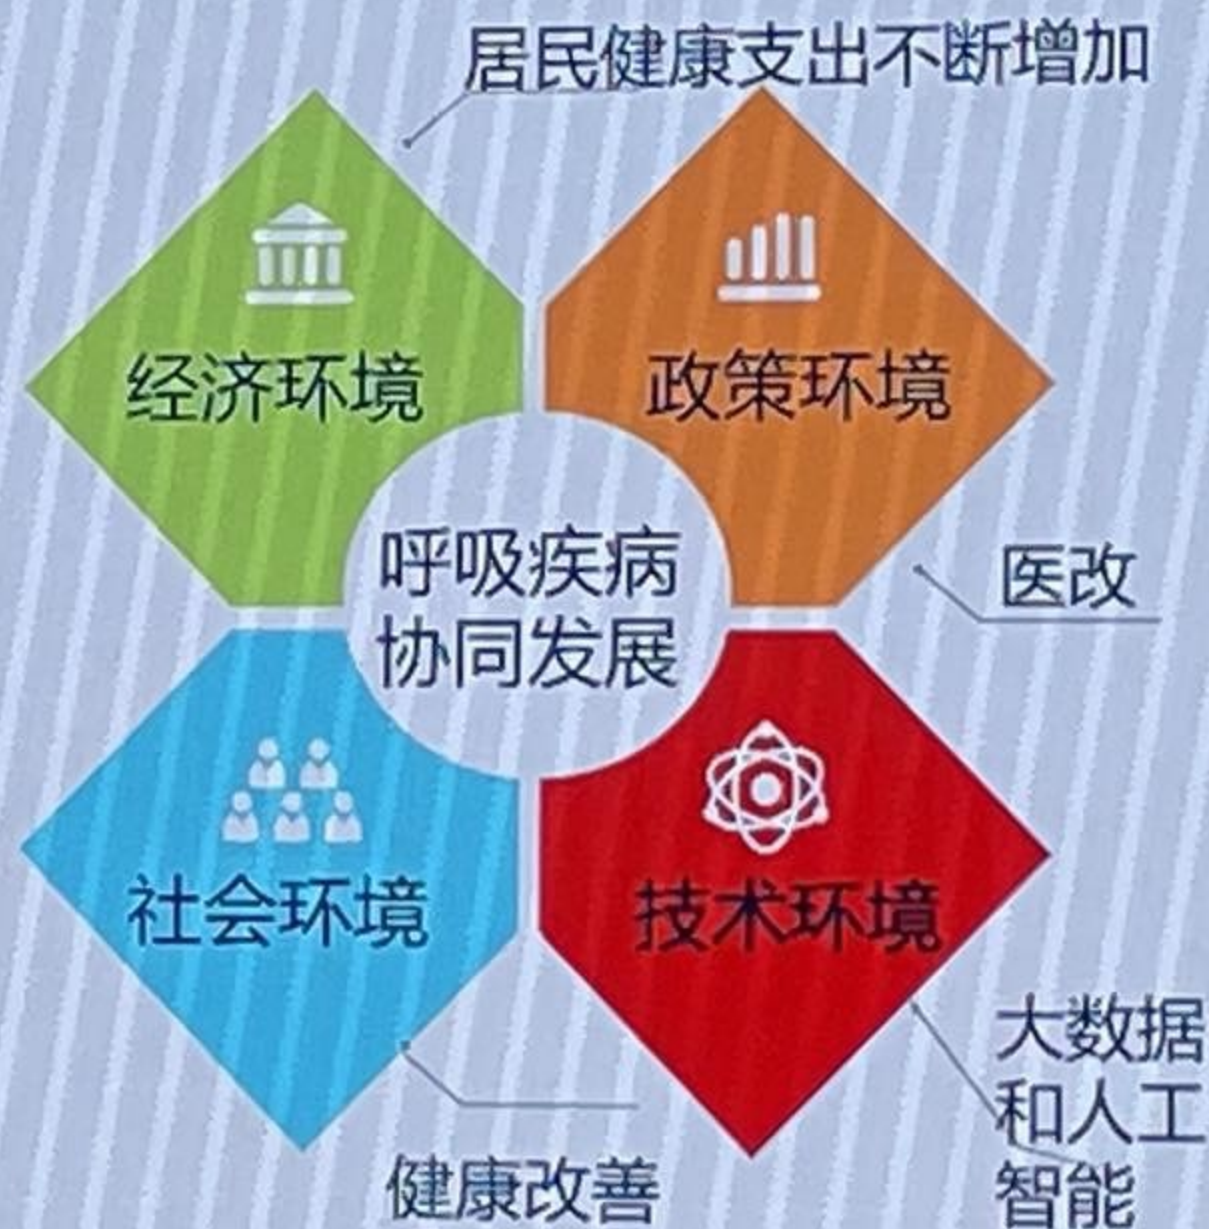 居民健康支出不断增加
经济环境
政策环境
呼吸疾病
协同发展
医改
社会环境
技术环境
大数据
和人工
智能
健康改善